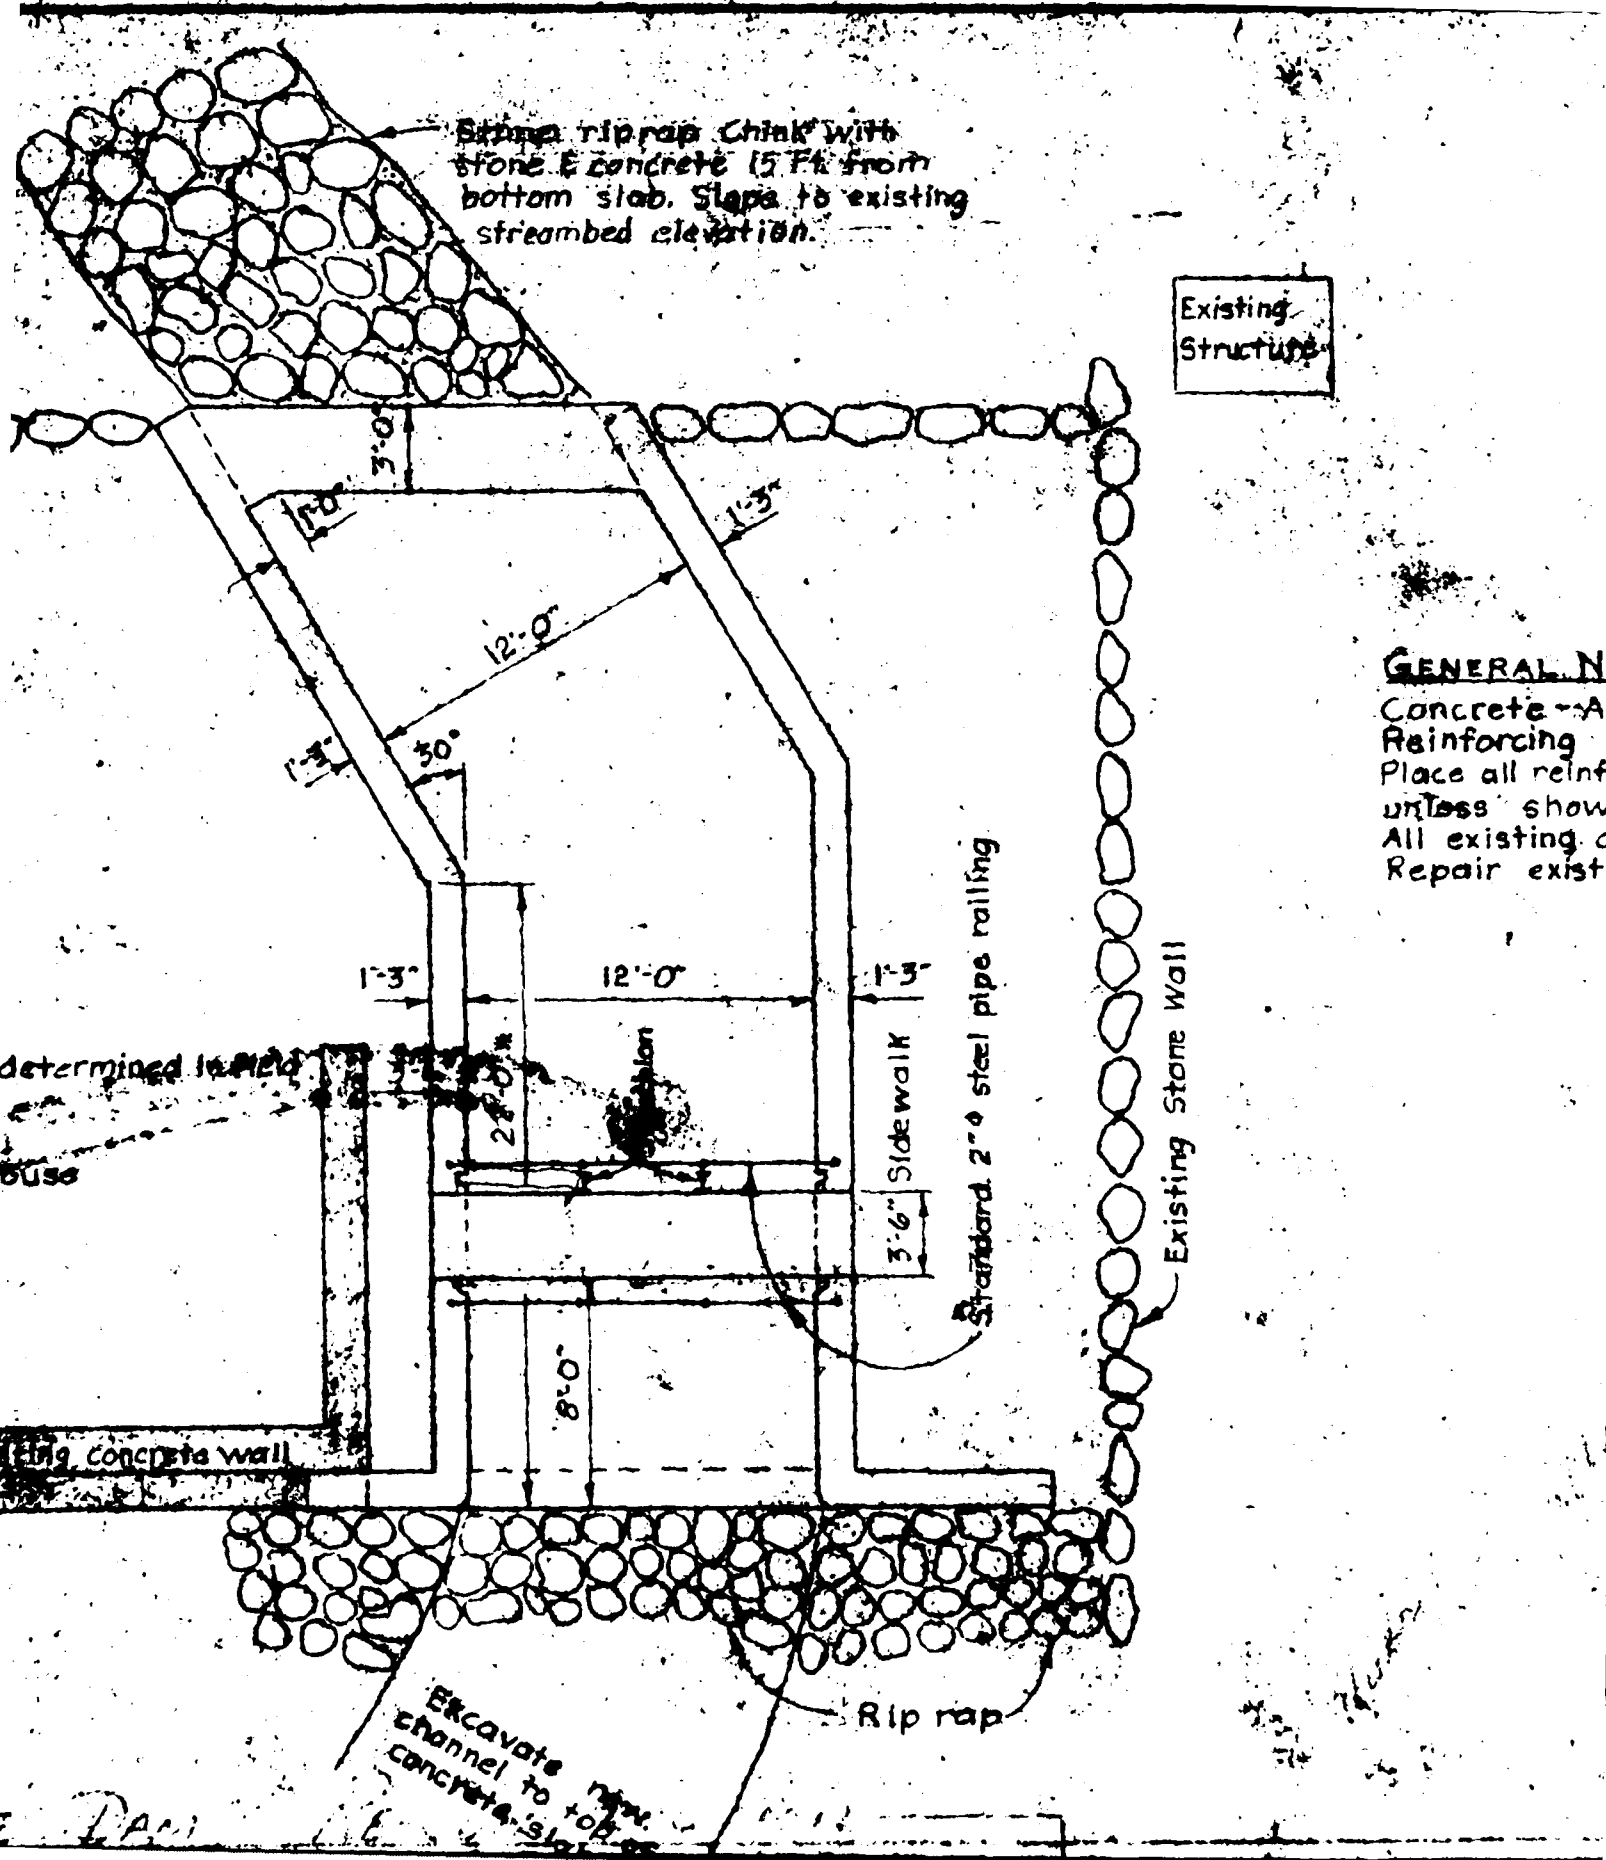 Stone riprap Chink with
stone & concrete 15 Ft. from
bottom slab. Slope to existing
streambed elevation.
Existing
Structure
3'-0"
1'-0"
1'-3"
12'-0"
GENERAL N
Concrete - A
Reinforcing
Place all reinf
unless show
All existing
Repair exist
1'-3"
30°
1'-3"
12'-0"
1'-3"
determined in field
ouse
3'-6" Sidewalk
Standard 2"ø steel pipe railling
Existing Stone Wall
8'-0"
concrete wall
Rip rap
Excavate new
channel to top
concrete